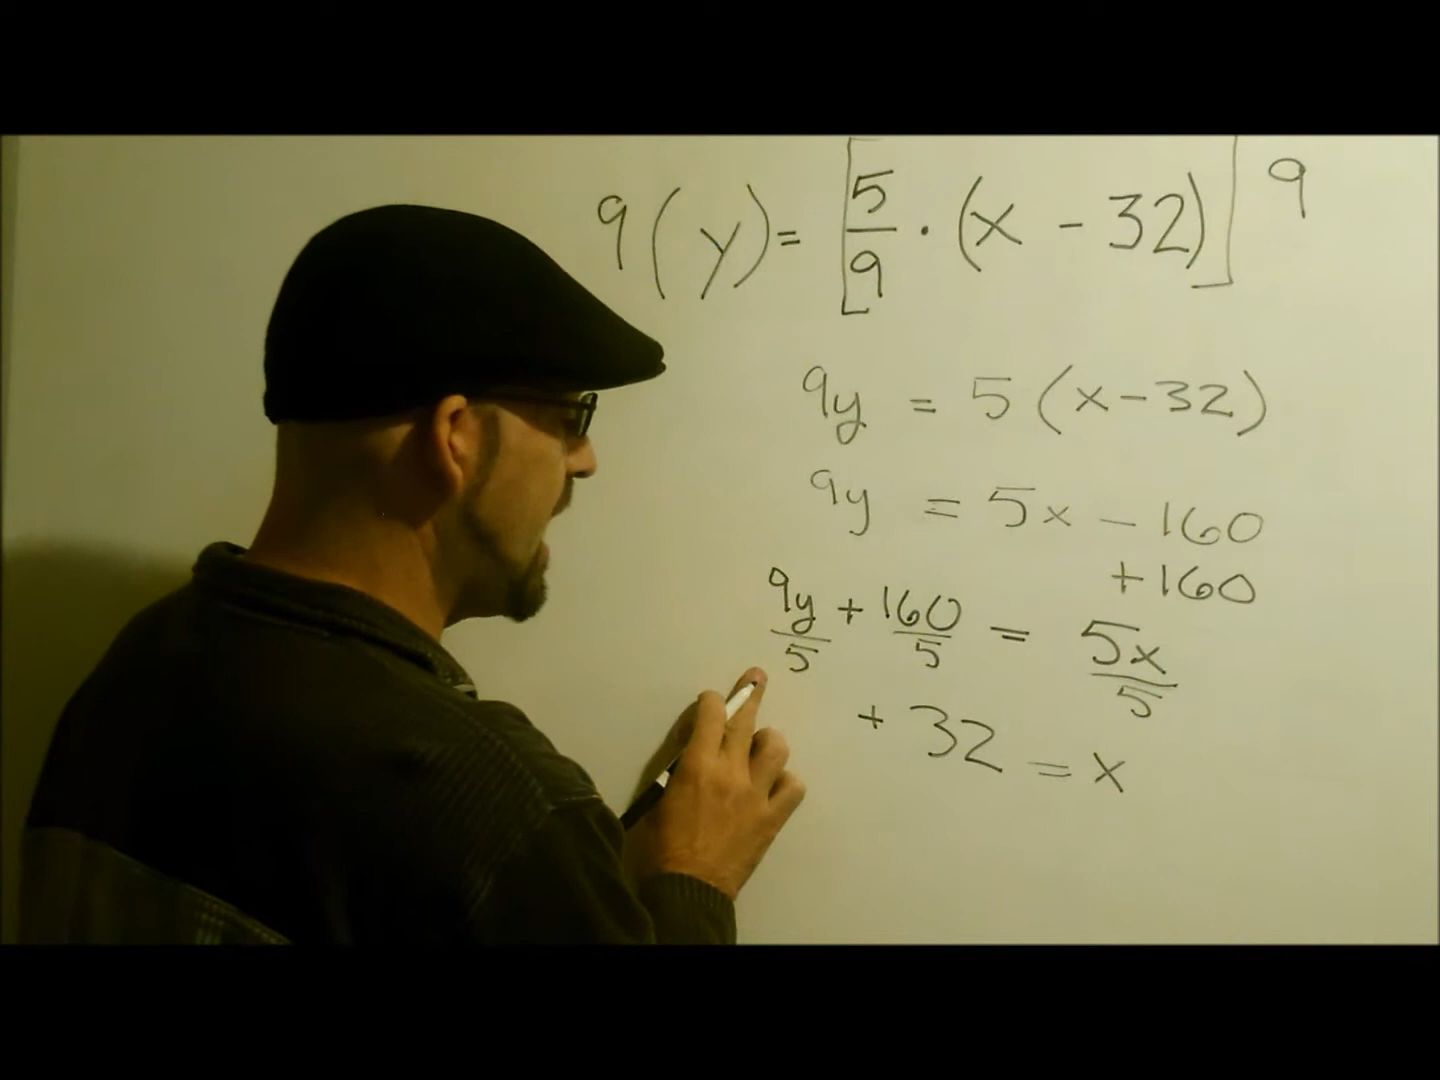 9(y) = [5/9 · (x - 32)] 9
9y = 5(x-32)
9y = 5x - 160
+160
9y/5 + 160/5 = 5x/5
+ 32 = x